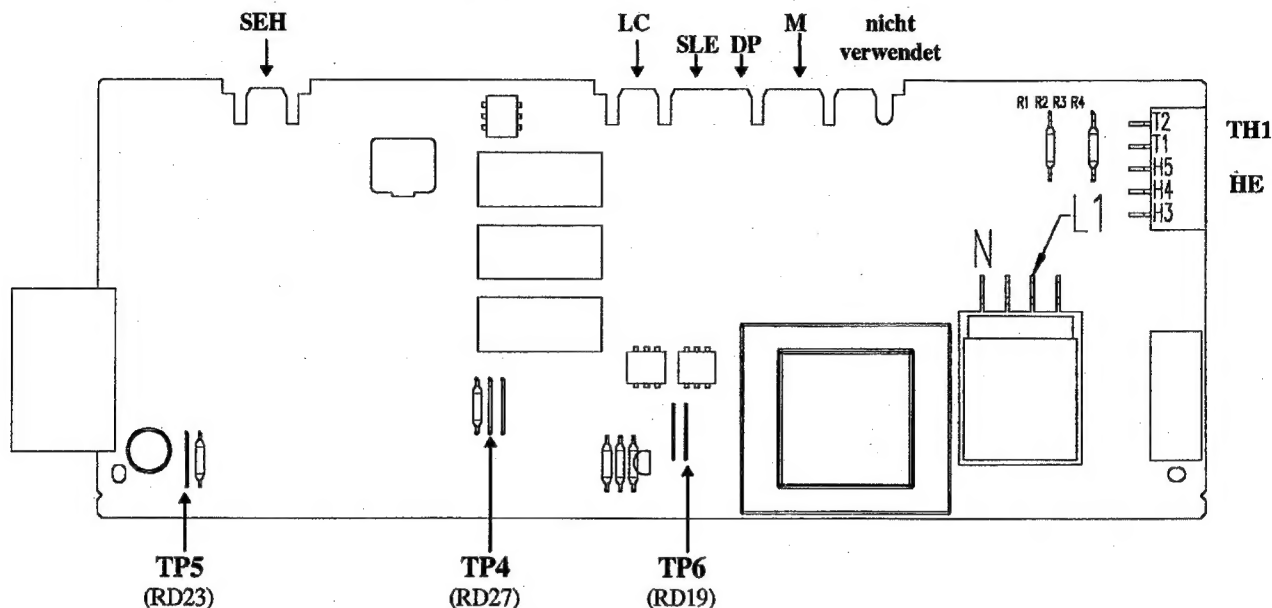 SEH
LC
SLE
DP
M
nicht
verwendet
R1 R2 R3 R4
T2
T1
H5
H4
H3
TH1
HE
L1
N
TP5
(RD23)
TP4
(RD27)
TP6
(RD19)